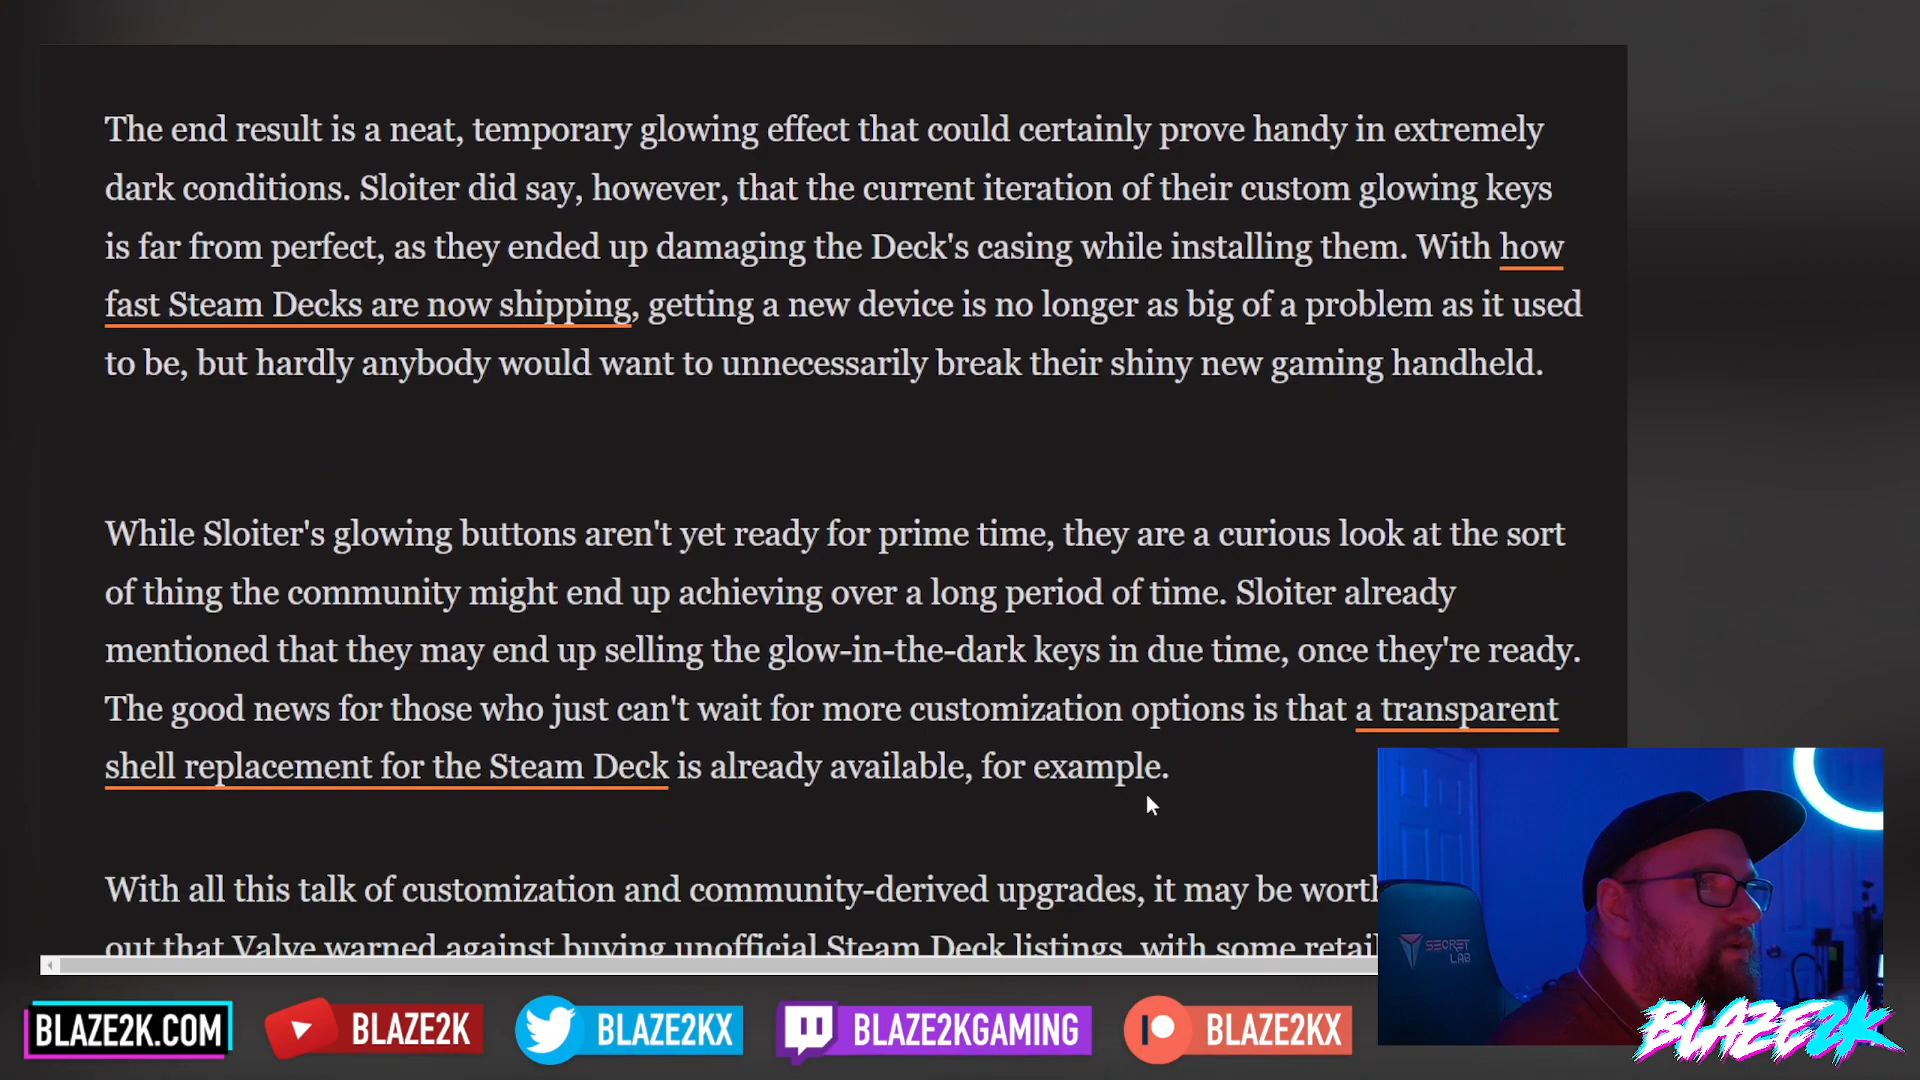 The end result is a neat, temporary glowing effect that could certainly prove handy in extremely
dark conditions. Sloiter did say, however, that the current iteration of their custom glowing keys
is far from perfect, as they ended up damaging the Deck's casing while installing them. With how
fast Steam Decks are now shipping, getting a new device is no longer as big of a problem as it used
to be, but hardly anybody would want to unnecessarily break their shiny new gaming handheld.
While Sloiter's glowing buttons aren't yet ready for prime time, they are a curious look at the sort
of thing the community might end up achieving over a long period of time. Sloiter already
mentioned that they may end up selling the glow-in-the-dark keys in due time, once they're ready.
The good news for those who just can't wait for more customization options is that a transparent
shell replacement for the Steam Deck is already available, for example.
With all this talk of customization and community-derived upgrades, it may be worth
out that Valve warned against buying unofficial Steam Deck listings, with some retail
SECRET
LAB
BLAZE2K.COM
BLAZE2K
BLAZE2KX
BLAZE2KGAMING
BLAZE2KX
BLAZE2K